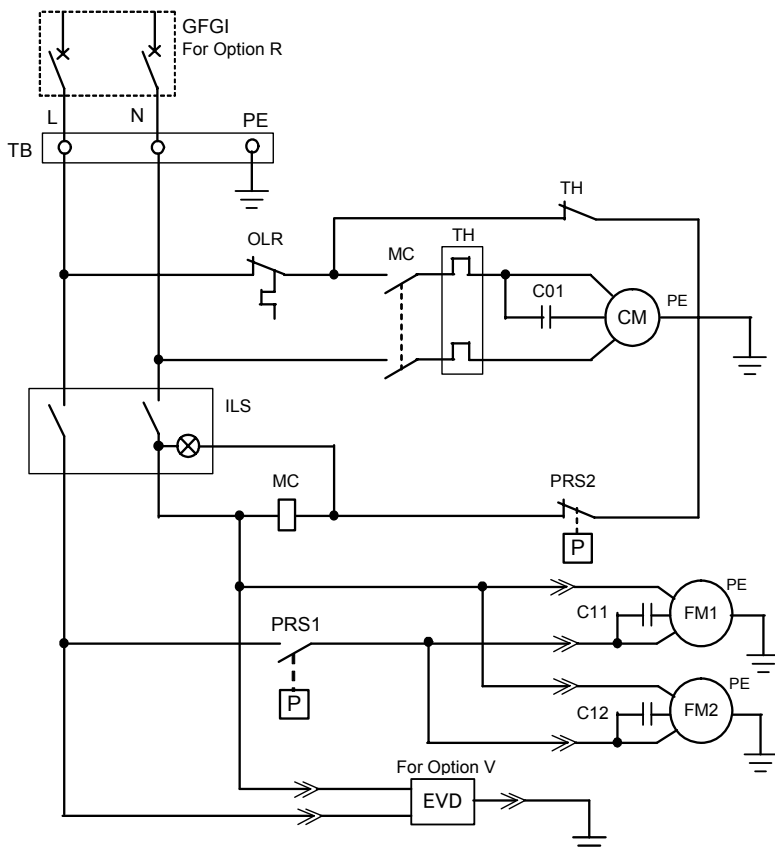 GFGI
For Option R
L
N
PE
TB
TH
OLR
MC
TH
C01
CM
PE
ILS
MC
PRS2
P
PE
C11
FM1
PRS1
P
PE
C12
FM2
For Option V
EVD